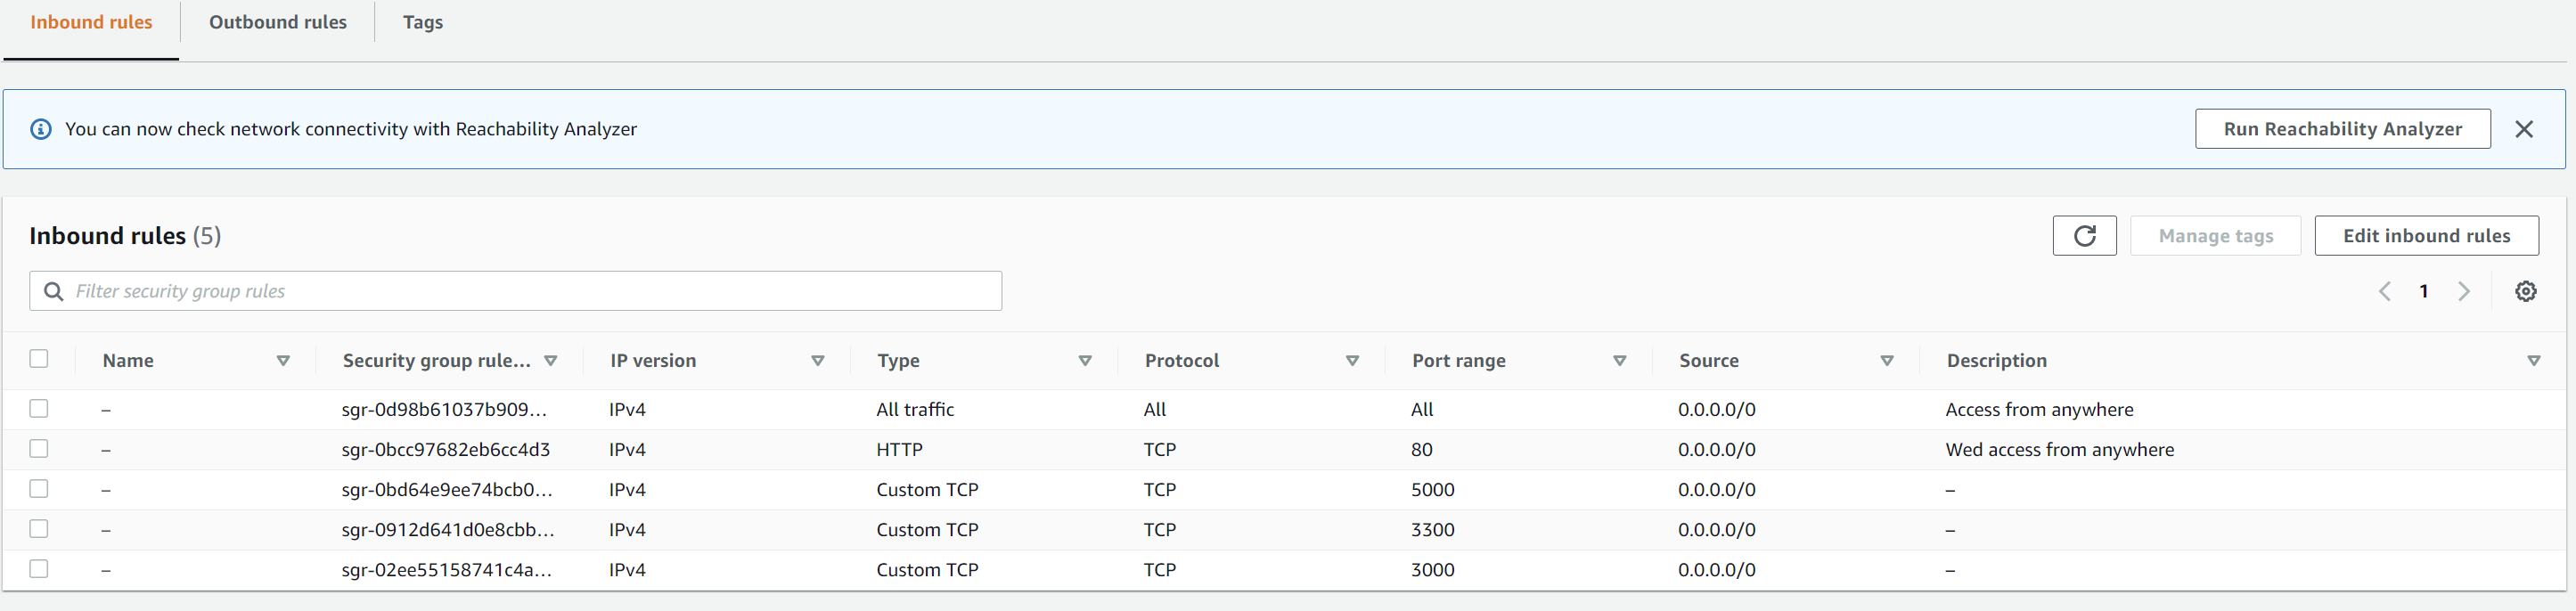 Inbound rules Outbound rules Tags
You can now check network connectivity with Reachability Analyzer Run Reachability Analyzer
Inbound rules (5) Manage tags Edit inbound rules
Filter security group rules 1
Name Security group rule... IP version Type Protocol Port range Source Description
– sgr-0d98b61037b909... IPv4 All traffic All All 0.0.0.0/0 Access from anywhere
– sgr-0bcc97682eb6cc4d3 IPv4 HTTP TCP 80 0.0.0.0/0 Wed access from anywhere
– sgr-0bd64e9ee74bcb0... IPv4 Custom TCP TCP 5000 0.0.0.0/0 –
– sgr-0912d641d0e8cbb... IPv4 Custom TCP TCP 3300 0.0.0.0/0 –
– sgr-02ee55158741c4a... IPv4 Custom TCP TCP 3000 0.0.0.0/0 –